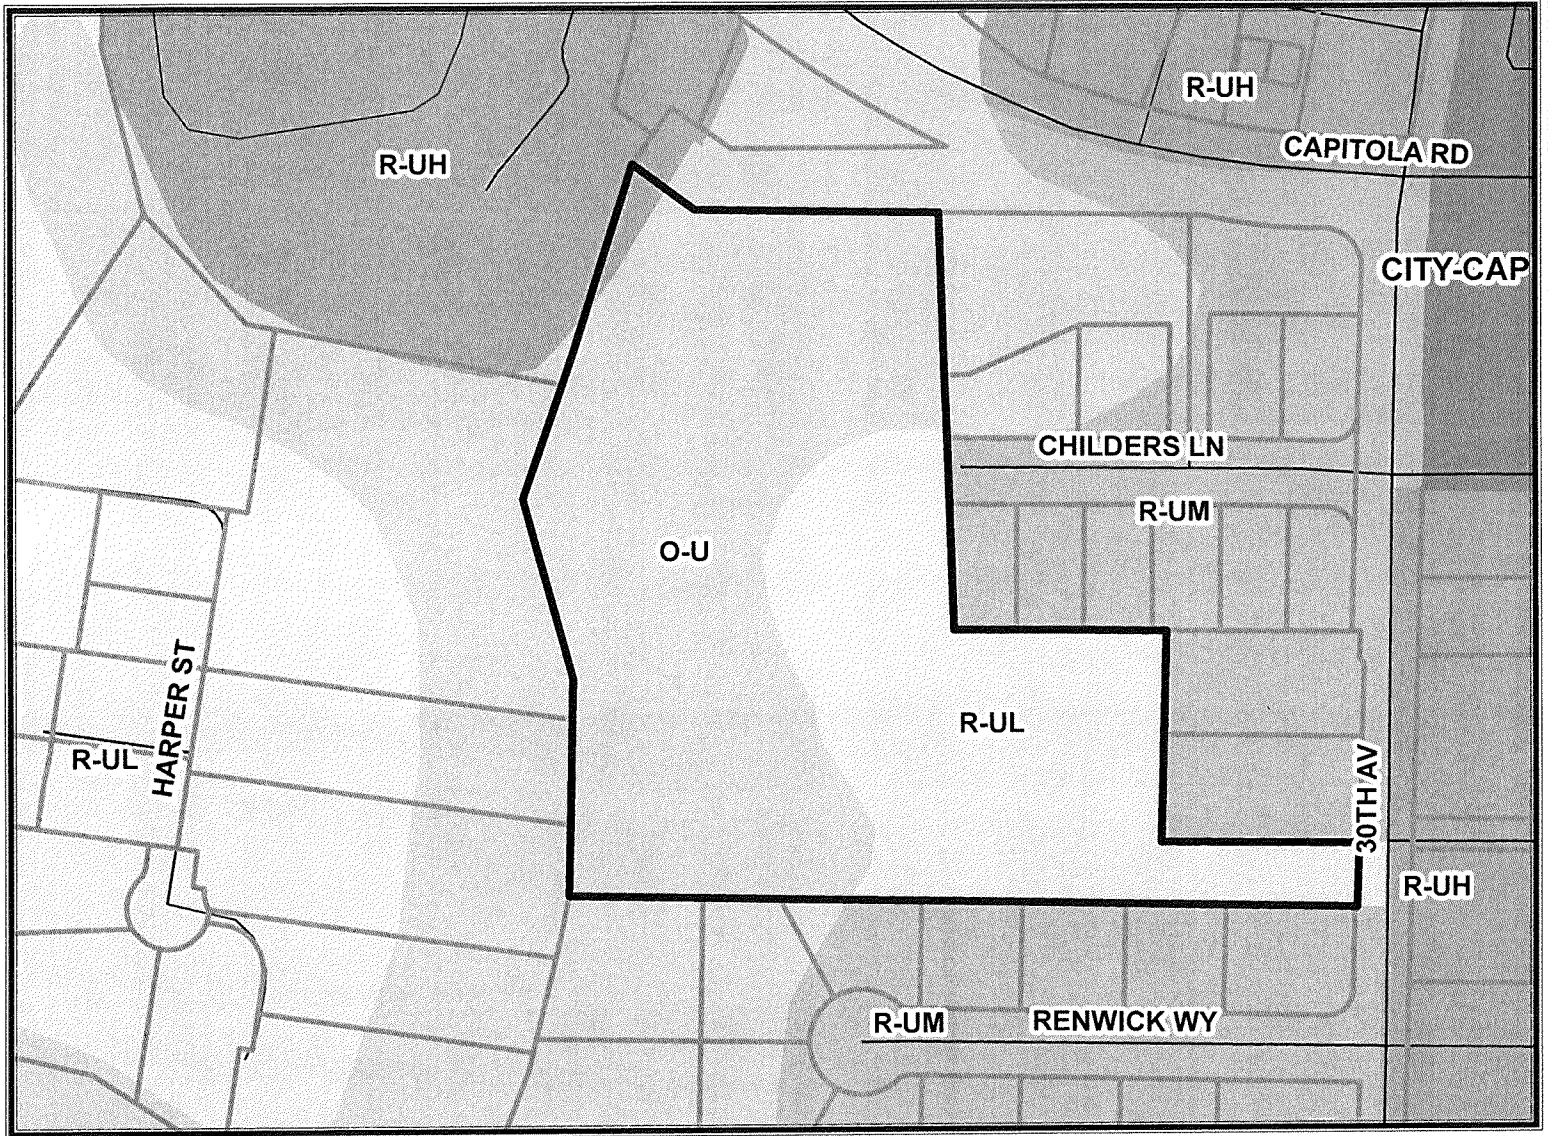 R-UH
R-UH
CAPITOLA RD
CITY-CAP
CHILDERS LN
R-UM
O-U
R-UL
HARPER ST
R-UL
30TH AV
R-UH
R-UM
RENWICK WY